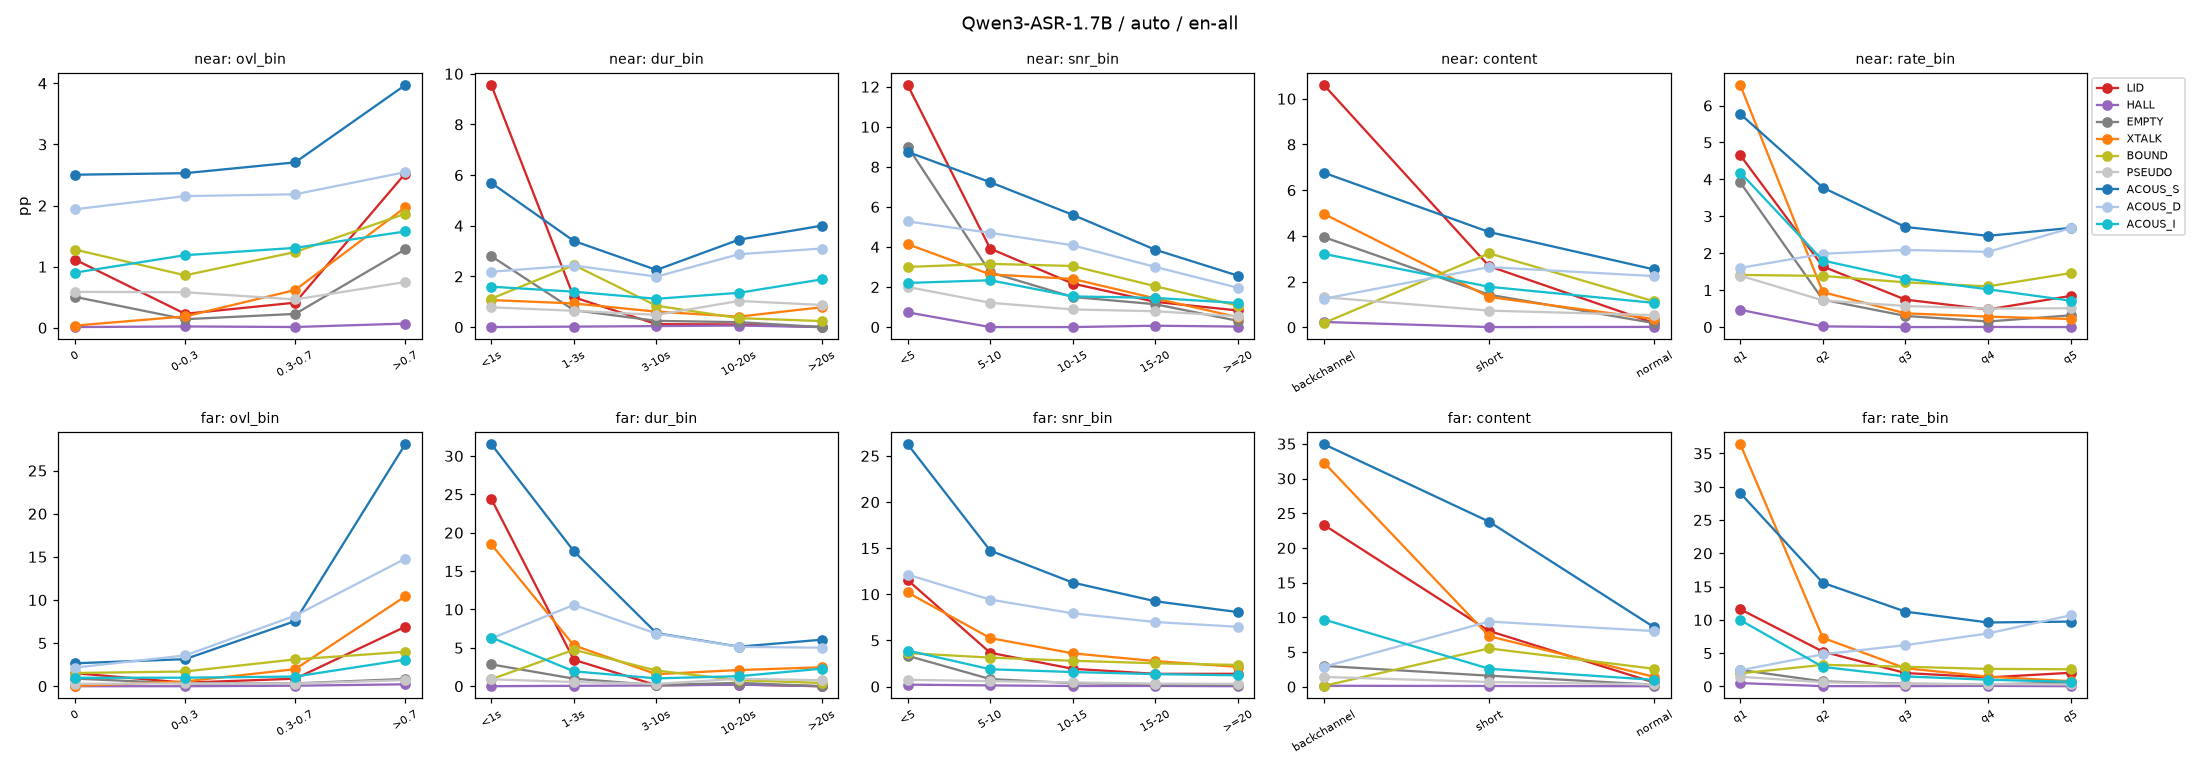 Qwen3-ASR-1.7B / auto / en-all
near: ovl_bin
near: dur_bin
near: snr_bin
near: content
near: rate_bin
pp
4
3
2
1
0
0
0-0.3
0.3-0.7
>0.7
10
8
6
4
2
0
<1s
1-3s
3-10s
10-20s
>20s
12
10
8
6
4
2
0
<5
5-10
10-15
15-20
>=20
10
8
6
4
2
0
backchannel
short
normal
6
5
4
3
2
1
0
q1
q2
q3
q4
q5
LID
HALL
EMPTY
XTALK
BOUND
PSEUDO
ACOUS_S
ACOUS_D
ACOUS_I
far: ovl_bin
far: dur_bin
far: snr_bin
far: content
far: rate_bin
25
20
15
10
5
0
0
0-0.3
0.3-0.7
>0.7
30
25
20
15
10
5
0
<1s
1-3s
3-10s
10-20s
>20s
25
20
15
10
5
0
<5
5-10
10-15
15-20
>=20
35
30
25
20
15
10
5
0
backchannel
short
normal
35
30
25
20
15
10
5
0
q1
q2
q3
q4
q5